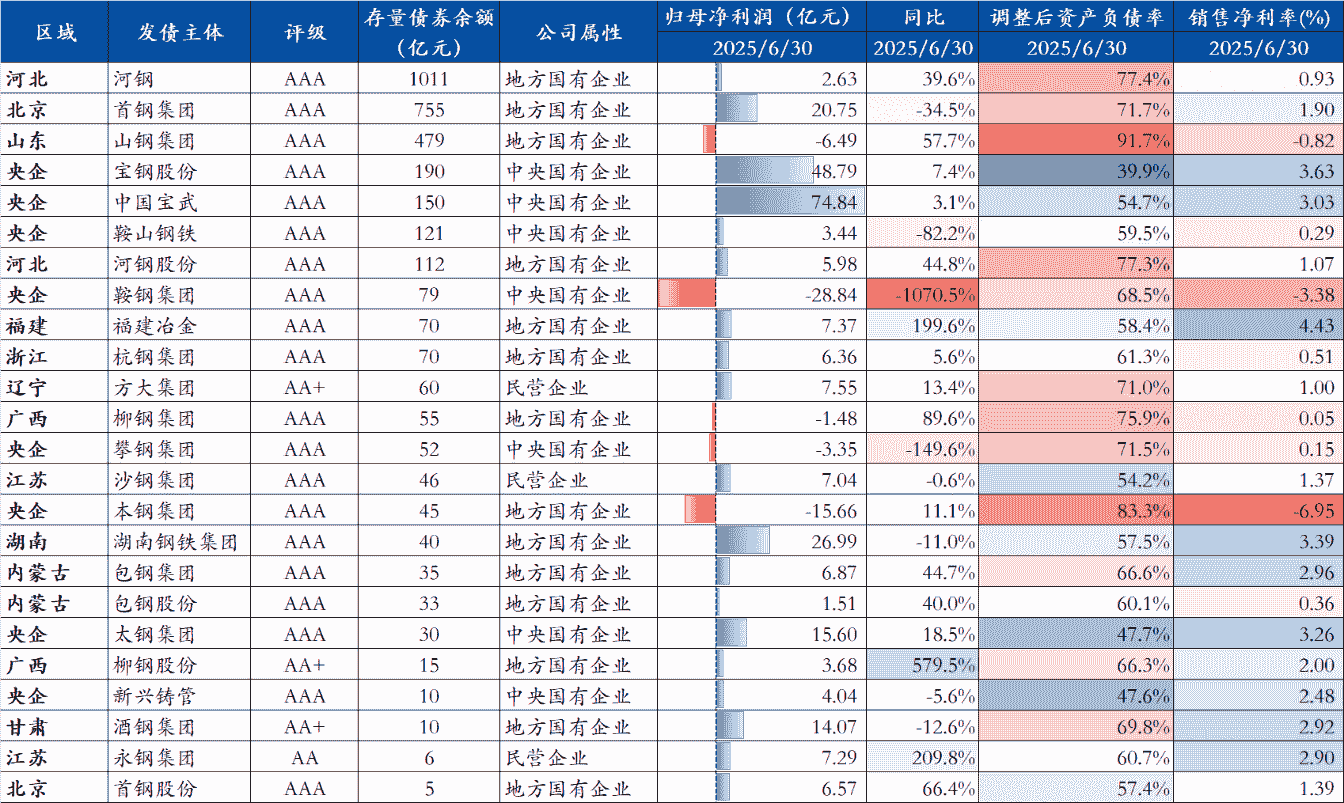 区域 发债主体 评级 存量债券余额(亿元) 公司属性 归母净利润（亿元） 同比 调整后资产负债率 销售净利率(%)
2025/6/30 2025/6/30 2025/6/30 2025/6/30
河北 河钢 AAA 1011 地方国有企业 2.63 39.6% 77.4% 0.93
北京 首钢集团 AAA 755 地方国有企业 20.75 -34.5% 71.7% 1.90
山东 山钢集团 AAA 479 地方国有企业 -6.49 57.7% 91.7% -0.82
央企 宝钢股份 AAA 190 中央国有企业 48.79 7.4% 39.9% 3.63
央企 中国宝武 AAA 150 中央国有企业 74.84 3.1% 54.7% 3.03
央企 鞍山钢铁 AAA 121 中央国有企业 3.44 -82.2% 59.5% 0.29
河北 河钢股份 AAA 112 地方国有企业 5.98 44.8% 77.3% 1.07
央企 鞍钢集团 AAA 79 中央国有企业 -28.84 -1070.5% 68.5% -3.38
福建 福建冶金 AAA 70 地方国有企业 7.37 199.6% 58.4% 4.43
浙江 杭钢集团 AAA 70 地方国有企业 6.36 5.6% 61.3% 0.51
辽宁 方大集团 AA+ 60 民营企业 7.55 13.4% 71.0% 1.00
广西 柳钢集团 AAA 55 地方国有企业 -1.48 89.6% 75.9% 0.05
央企 攀钢集团 AAA 52 中央国有企业 -3.35 -149.6% 71.5% 0.15
江苏 沙钢集团 AAA 46 民营企业 7.04 -0.6% 54.2% 1.37
央企 本钢集团 AAA 45 地方国有企业 -15.66 11.1% 83.3% -6.95
湖南 湖南钢铁集团 AAA 40 地方国有企业 26.99 -11.0% 57.5% 3.39
内蒙古 包钢集团 AAA 35 地方国有企业 6.87 44.7% 66.6% 2.96
内蒙古 包钢股份 AAA 33 地方国有企业 1.51 40.0% 60.1% 0.36
央企 太钢集团 AAA 30 中央国有企业 15.60 18.5% 47.7% 3.26
广西 柳钢股份 AA+ 15 地方国有企业 3.68 579.5% 66.3% 2.00
央企 新兴铸管 AAA 10 中央国有企业 4.04 -5.6% 47.6% 2.48
甘肃 酒钢集团 AA+ 10 地方国有企业 14.07 -12.6% 69.8% 2.92
江苏 永钢集团 AA 6 民营企业 7.29 209.8% 60.7% 2.90
北京 首钢股份 AAA 5 地方国有企业 6.57 66.4% 57.4% 1.39